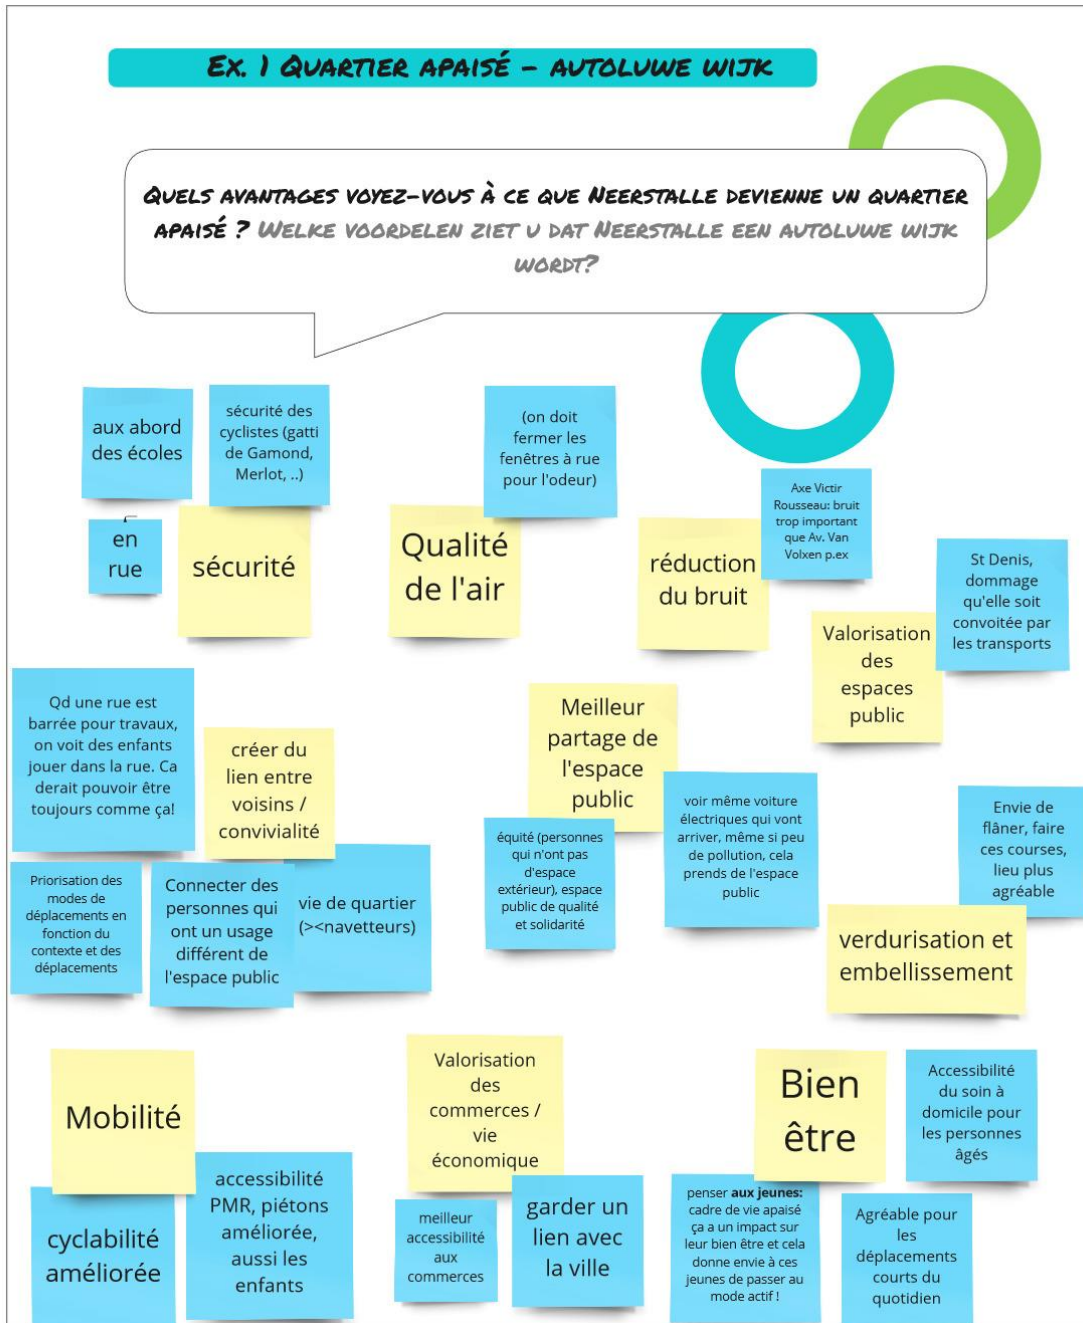 Ex. 1 Quartier apaisé - autoluwe wijk
Quels avantages voyez-vous à ce que Neerstalle devienne un quartier
apaisé ? Welke voordelen ziet u dat Neerstalle een autoluwe wijk
wordt?
aux abord
des écoles
sécurité des
cyclistes (gatti
de Gamond,
Merlot, ..)
en
rue
sécurité
(on doit
fermer les
fenêtres à rue
pour l'odeur)
Qualité
de l'air
Axe Victir
Rousseau: bruit
trop important
que Av. Van
Volxen p.ex
réduction
du bruit
St Denis,
dommage
qu'elle soit
convoitée par
les transports
Valorisation
des
espaces
public
Qd une rue est
barrée pour travaux,
on voit des enfants
jouer dans la rue. Ca
derait pouvoir être
toujours comme ça!
créer du
lien entre
voisins /
convivialité
Priorisation des
modes de
déplacements en
fonction du
contexte et des
déplacements
Connecter des
personnes qui
ont un usage
différent de
l'espace public
vie de quartier
(><navetteurs)
Meilleur
partage de
l'espace
public
équité (personnes
qui n'ont pas
d'espace
extérieur), espace
public de qualité
et solidarité
voir même voiture
électriques qui vont
arriver, même si peu
de pollution, cela
prends de l'espace
public
Envie de
flâner, faire
ces courses,
lieu plus
agréable
verdurisation et
embellissement
Mobilité
cyclabilité
améliorée
accessibilité
PMR, piétons
améliorée,
aussi les
enfants
Valorisation
des
commerces /
vie
économique
meilleur
accessibilité
aux
commerces
garder un
lien avec
la ville
Bien
être
Accessibilité
du soin à
domicile pour
les personnes
âgés
penser aux jeunes:
cadre de vie apaisé
ça a un impact sur
leur bien être et cela
donne envie à ces
jeunes de passer au
mode actif !
Agréable pour
les
déplacements
courts du
quotidien